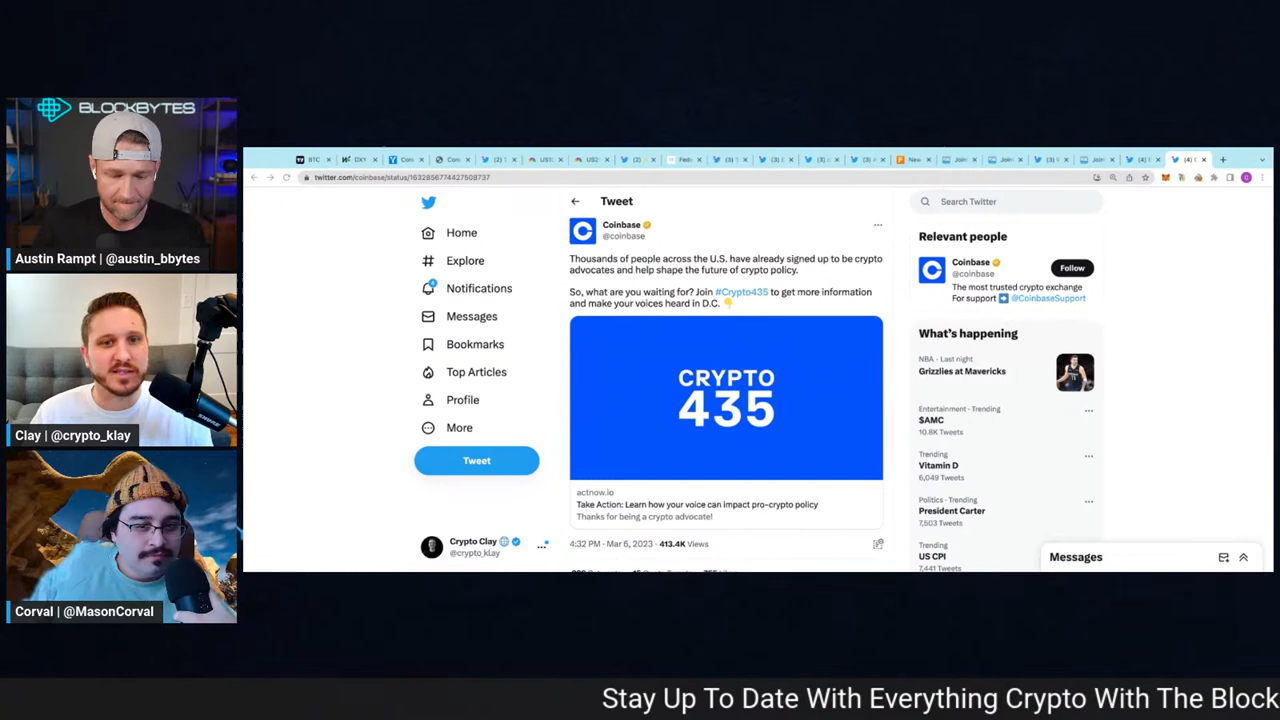 BLOCKBYTES
Austin Rampt | @austin_bbytes
Clay | @crypto_klay
Corval | @MasonCorval
BTC
DXY
twitter.com/coinbase/status/1632856774427508737
Home
Explore
Notifications
Messages
Bookmarks
Top Articles
Profile
More
Tweet
Crypto Clay
@crypto_klay
Tweet
Coinbase
@coinbase
Thousands of people across the U.S. have already signed up to be crypto
advocates and help shape the future of crypto policy.
So, what are you waiting for? Join #Crypto435 to get more information
and make your voices heard in D.C.
CRYPTO
435
actnow.io
Take Action: Learn how your voice can impact pro-crypto policy
Thanks for being a crypto advocate!
4:32 PM · Mar 6, 2023 · 413.4K Views
Search Twitter
Relevant people
Coinbase
@coinbase
Follow
The most trusted crypto exchange
For support ➡️ @CoinbaseSupport
What's happening
NBA · Last night
Grizzlies at Mavericks
Entertainment · Trending
$AMC
10.8K Tweets
Trending
Vitamin D
6,049 Tweets
Politics · Trending
President Carter
7,503 Tweets
Trending
US CPI
7,441 Tweets
Messages
Stay Up To Date With Everything Crypto With The Block